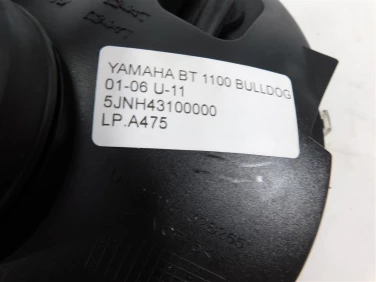 YAMAHA BT 1100 BULLDOG
01-06 U-11
5JNH43100000
LP.A475